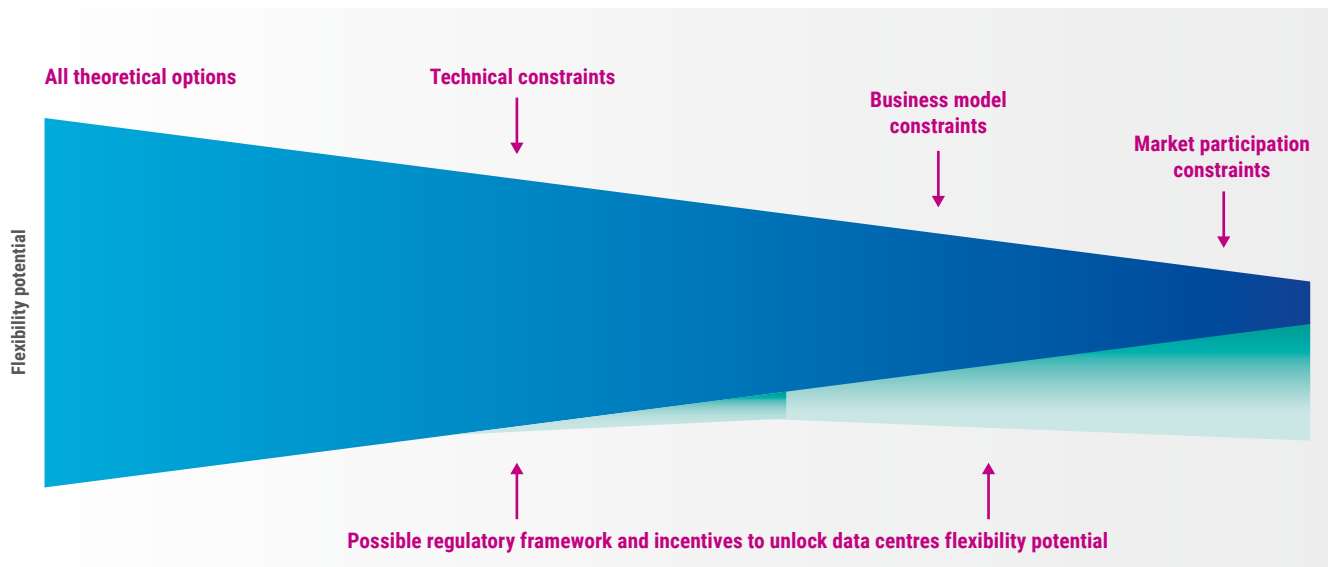 All theoretical options
Technical constraints
Business model
constraints
Market participation
constraints
Flexibility potential
Possible regulatory framework and incentives to unlock data centres flexibility potential